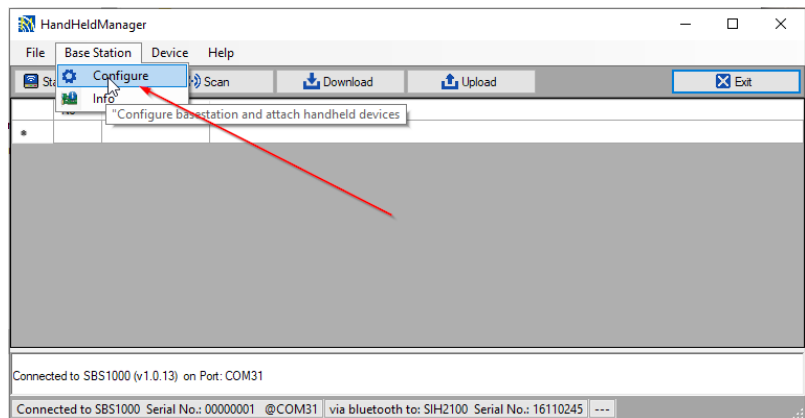 HandHeldManager
File Base Station Device Help
Sta Configure Scan Download Upload Exit
Info
"Configure basestation and attach handheld devices
*
Connected to SBS1000 (v1.0.13) on Port: COM31
Connected to SBS1000 Serial No.: 00000001 @COM31 via bluetooth to: SIH2100 Serial No.: 16110245 ---